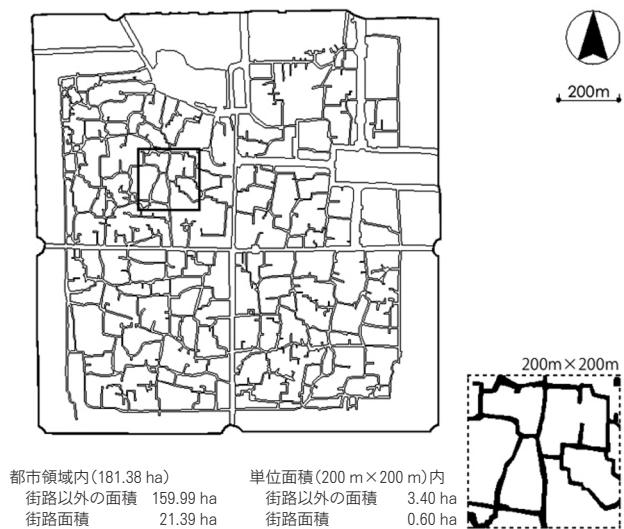 200m
200m×200m
都市領域内(181.38 ha)
街路以外の面積 159.99 ha
街路面積 21.39 ha
単位面積(200 m×200 m)内
街路以外の面積 3.40 ha
街路面積 0.60 ha